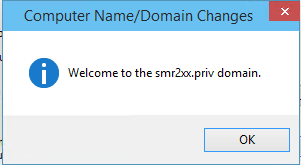 Computer Name/Domain Changes
Welcome to the smr2xx.priv domain.
OK